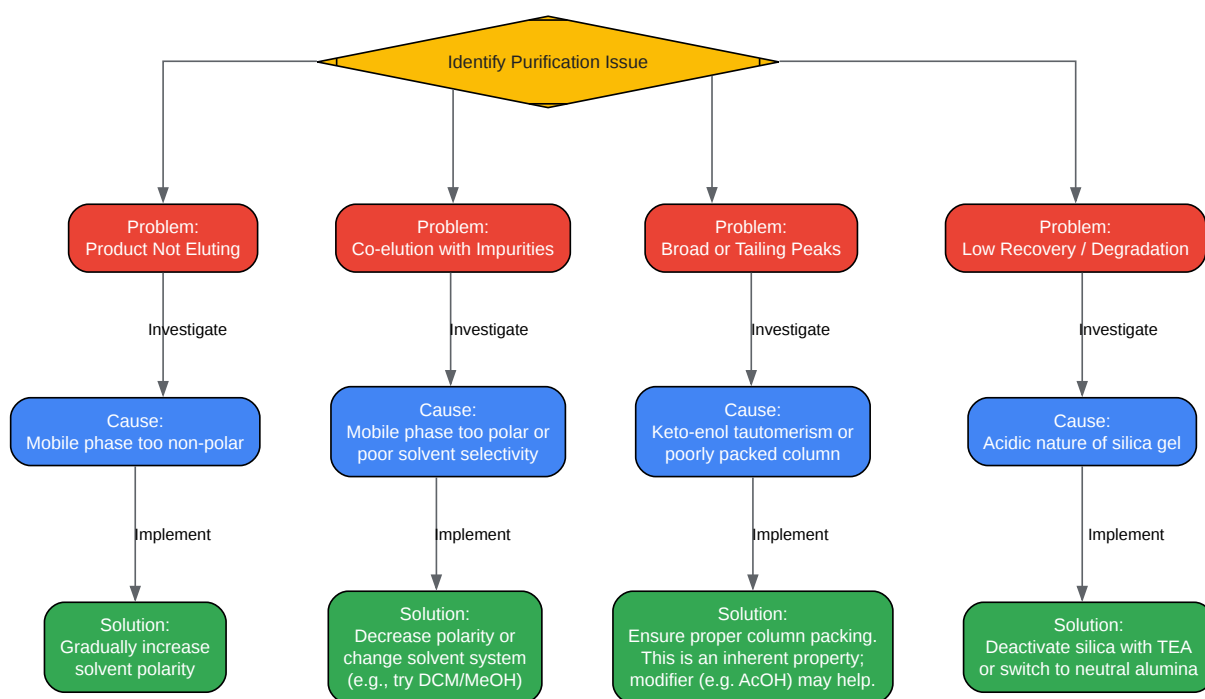 Identify Purification Issue
Problem:
Product Not Eluting
Problem:
Co-elution with Impurities
Problem:
Broad or Tailing Peaks
Problem:
Low Recovery / Degradation
Investigate
Investigate
Investigate
Investigate
Cause:
Mobile phase too non-polar
Cause:
Mobile phase too polar or
poor solvent selectivity
Cause:
Keto-enol tautomerism or
poorly packed column
Cause:
Acidic nature of silica gel
Implement
Implement
Implement
Implement
Solution:
Gradually increase
solvent polarity
Solution:
Decrease polarity or
change solvent system
(e.g., try DCM/MeOH)
Solution:
Ensure proper column packing.
This is an inherent property;
modifier (e.g. AcOH) may help.
Solution:
Deactivate silica with TEA
or switch to neutral alumina